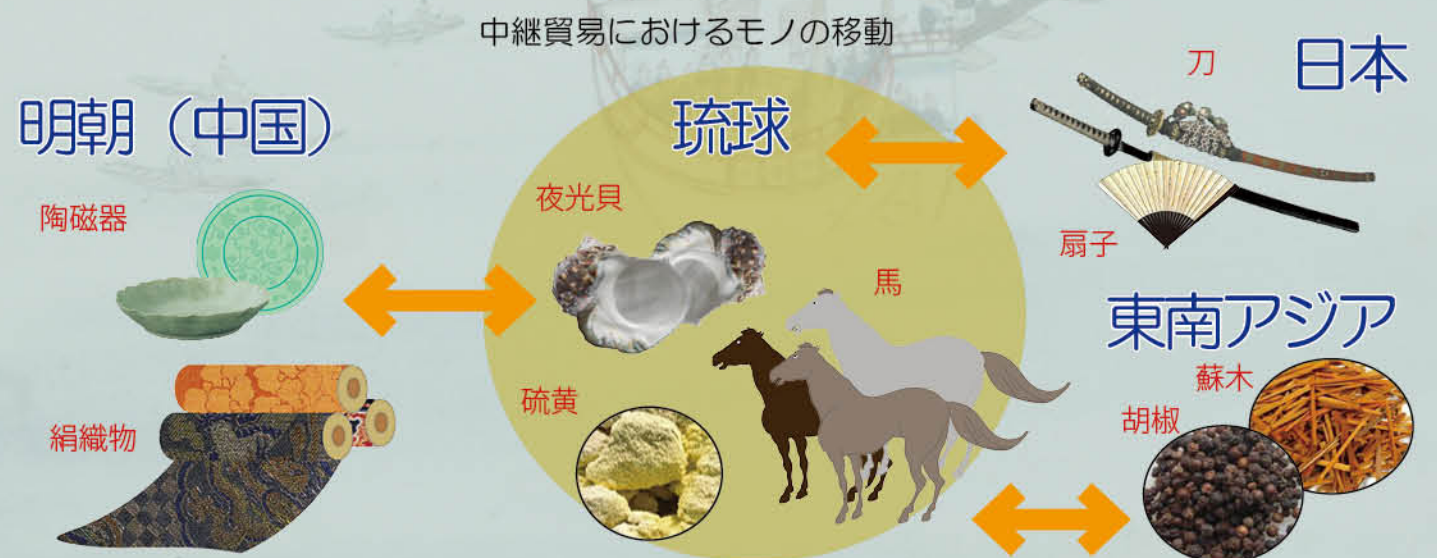 中継貿易におけるモノの移動
明朝（中国）
陶磁器
絹織物
琉球
夜光貝
馬
硫黄
日本
刀
扇子
東南アジア
蘇木
胡椒